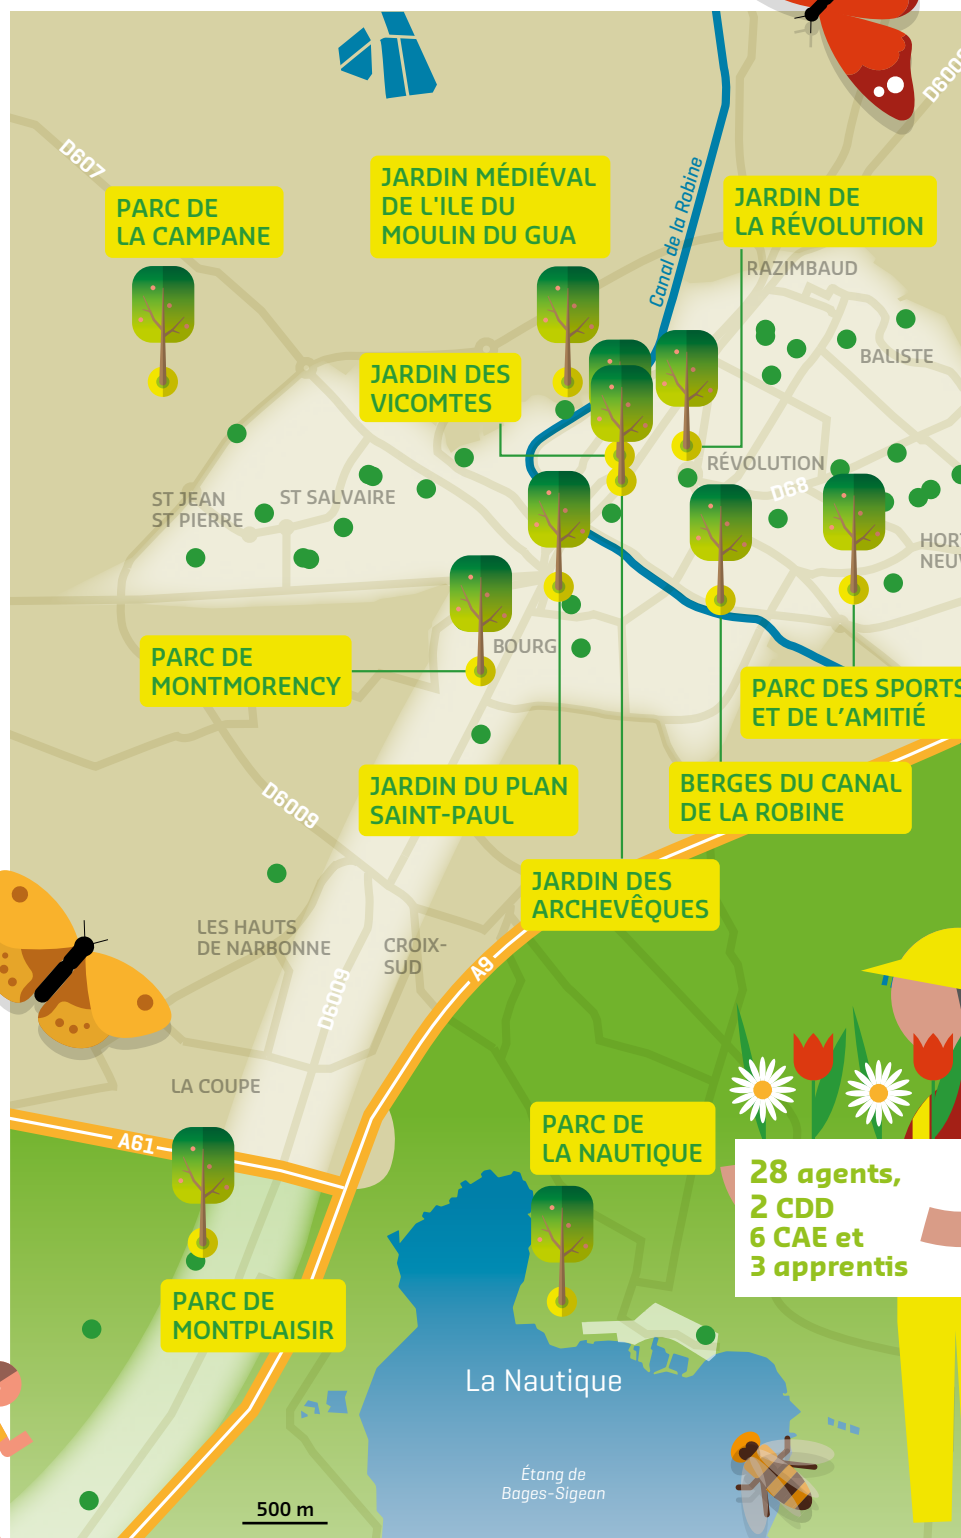 D6009
D607
JARDIN MÉDIÉVAL
DE L'ILE DU
MOULIN DU GUA
Canal de la Robine
JARDIN DE
LA RÉVOLUTION
PARC DE
LA CAMPANE
RAZIMBAUD
BALISTE
JARDIN DES
VICOMTES
RÉVOLUTION
D68
ST JEAN
ST PIERRE
ST SALVAIRE
HOR
NEU
BOURG
PARC DE
MONTMORENCY
PARC DES SPORTS
ET DE L'AMITIÉ
JARDIN DU PLAN
SAINT-PAUL
BERGES DU CANAL
DE LA ROBINE
D6009
JARDIN DES
ARCHEVÊQUES
LES HAUTS
DE NARBONNE
CROIX-
SUD
A9
D6009
LA COUPE
A61
PARC DE
LA NAUTIQUE
28 agents,
2 CDD
6 CAE et
3 apprentis
PARC DE
MONTPLAISIR
La Nautique
Étang de
Bages-Sigean
500 m